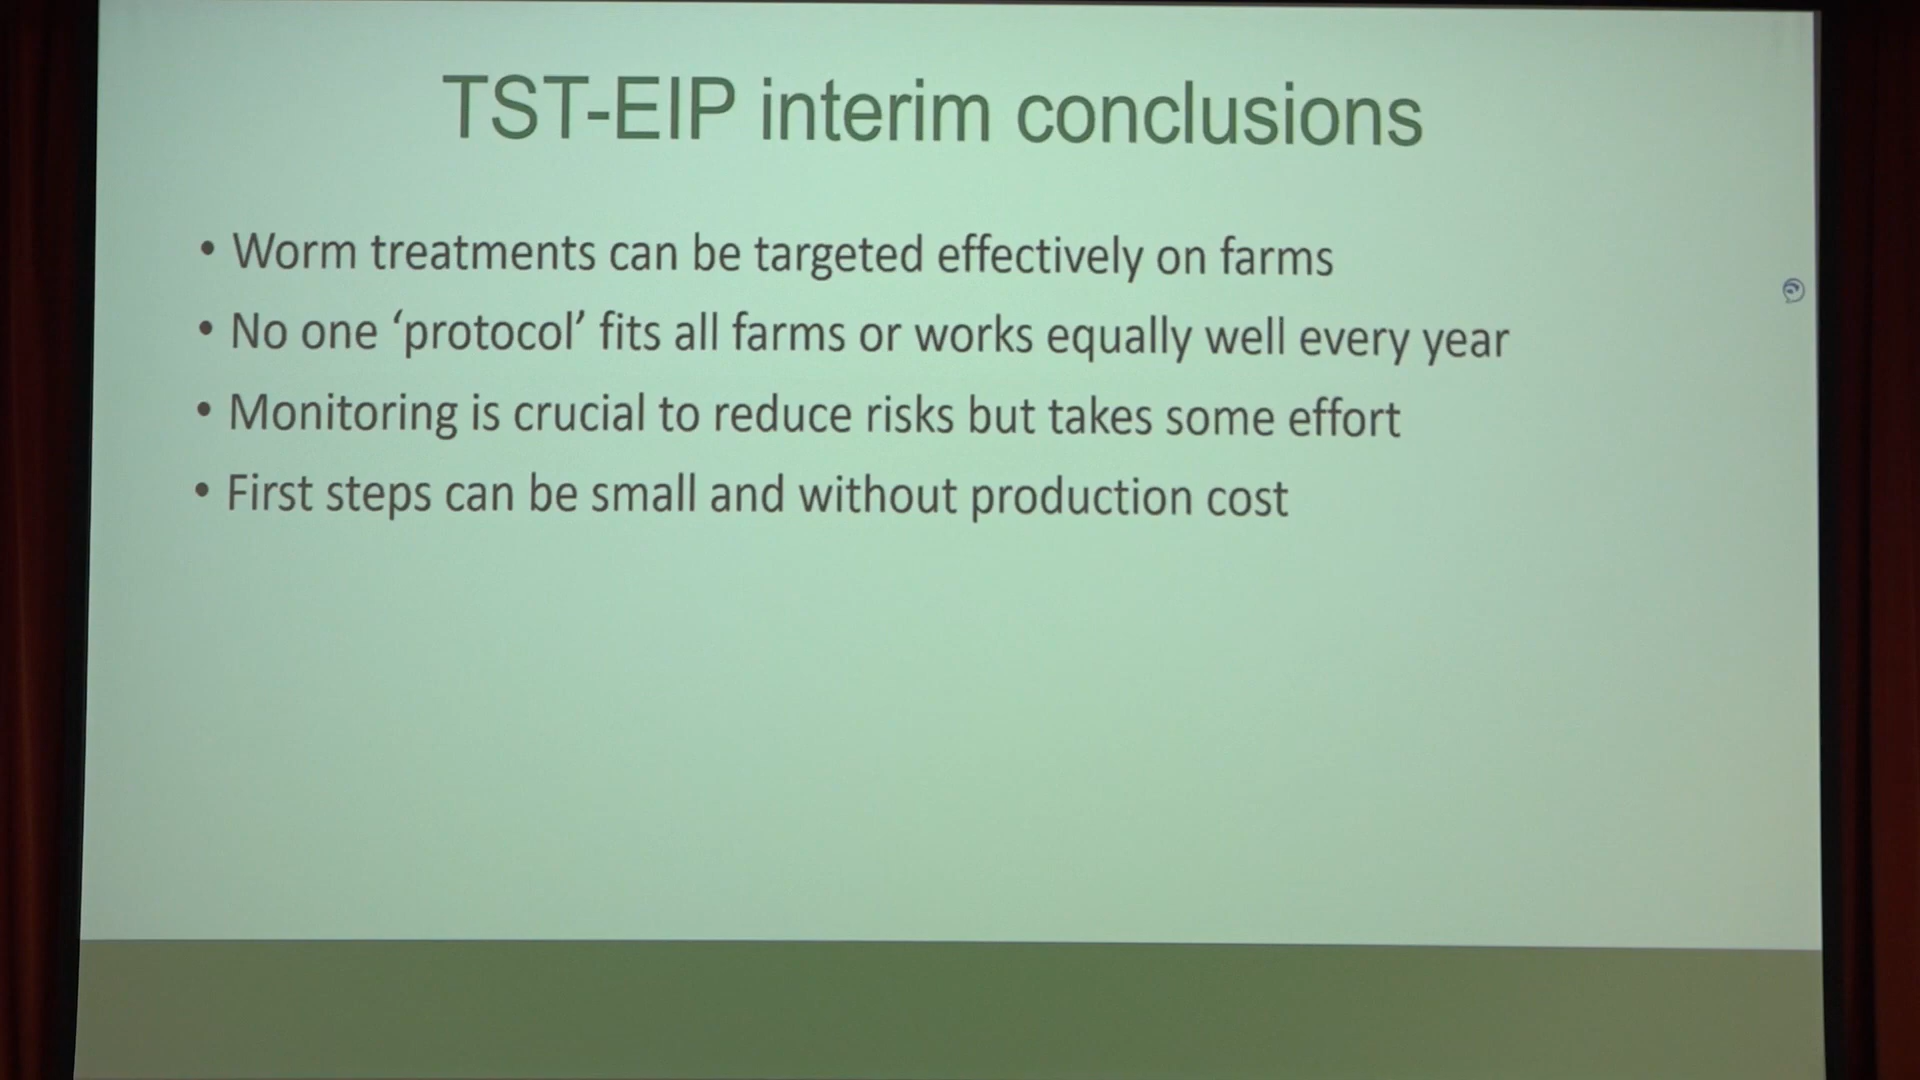 TST-EIP interim conclusions
• Worm treatments can be targeted effectively on farms
• No one ‘protocol’ fits all farms or works equally well every year
• Monitoring is crucial to reduce risks but takes some effort
• First steps can be small and without production cost